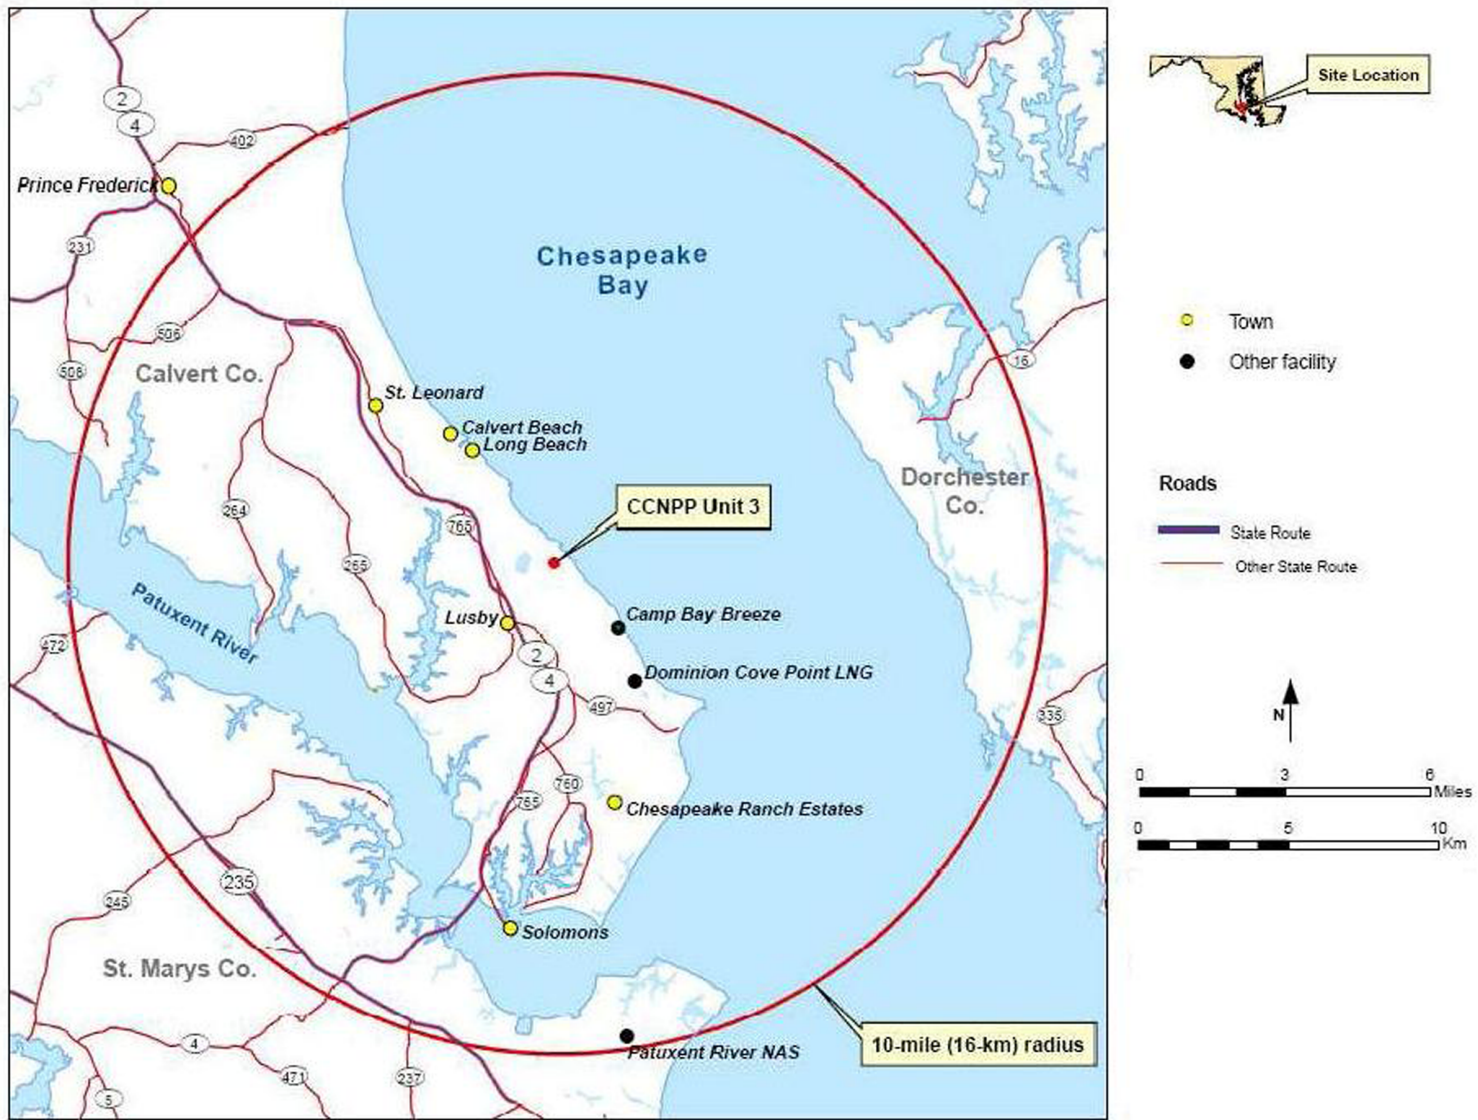 2
4
402
Prince Frederick
231
Chesapeake
Bay
506
508
Calvert Co.
16
St. Leonard
Calvert Beach
Long Beach
Dorchester
Co.
264
765
CCNPP Unit 3
265
Patuxent River
Lusby
Camp Bay Breeze
472
2
4
Dominion Cove Point LNG
497
335
760
765
Chesapeake Ranch Estates
235
245
Solomons
St. Marys Co.
4
Patuxent River NAS
10-mile (16-km) radius
471
237
5
Site Location
Town
Other facility
Roads
State Route
Other State Route
N
0 3 6
Miles
0 5 10
Km